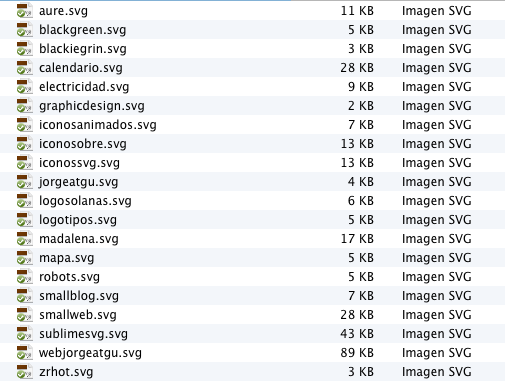 aure.svg 11 KB Imagen SVG
blackgreen.svg 5 KB Imagen SVG
blackiegrin.svg 3 KB Imagen SVG
calendario.svg 28 KB Imagen SVG
electricidad.svg 9 KB Imagen SVG
graphicdesign.svg 2 KB Imagen SVG
iconosanimados.svg 7 KB Imagen SVG
iconosobre.svg 13 KB Imagen SVG
iconossvg.svg 13 KB Imagen SVG
jorgeatgu.svg 4 KB Imagen SVG
logosolanas.svg 6 KB Imagen SVG
logotipos.svg 5 KB Imagen SVG
madalena.svg 17 KB Imagen SVG
mapa.svg 5 KB Imagen SVG
robots.svg 5 KB Imagen SVG
smallblog.svg 7 KB Imagen SVG
smallweb.svg 28 KB Imagen SVG
sublimesvg.svg 43 KB Imagen SVG
webjorgeatgu.svg 89 KB Imagen SVG
zrhot.svg 3 KB Imagen SVG